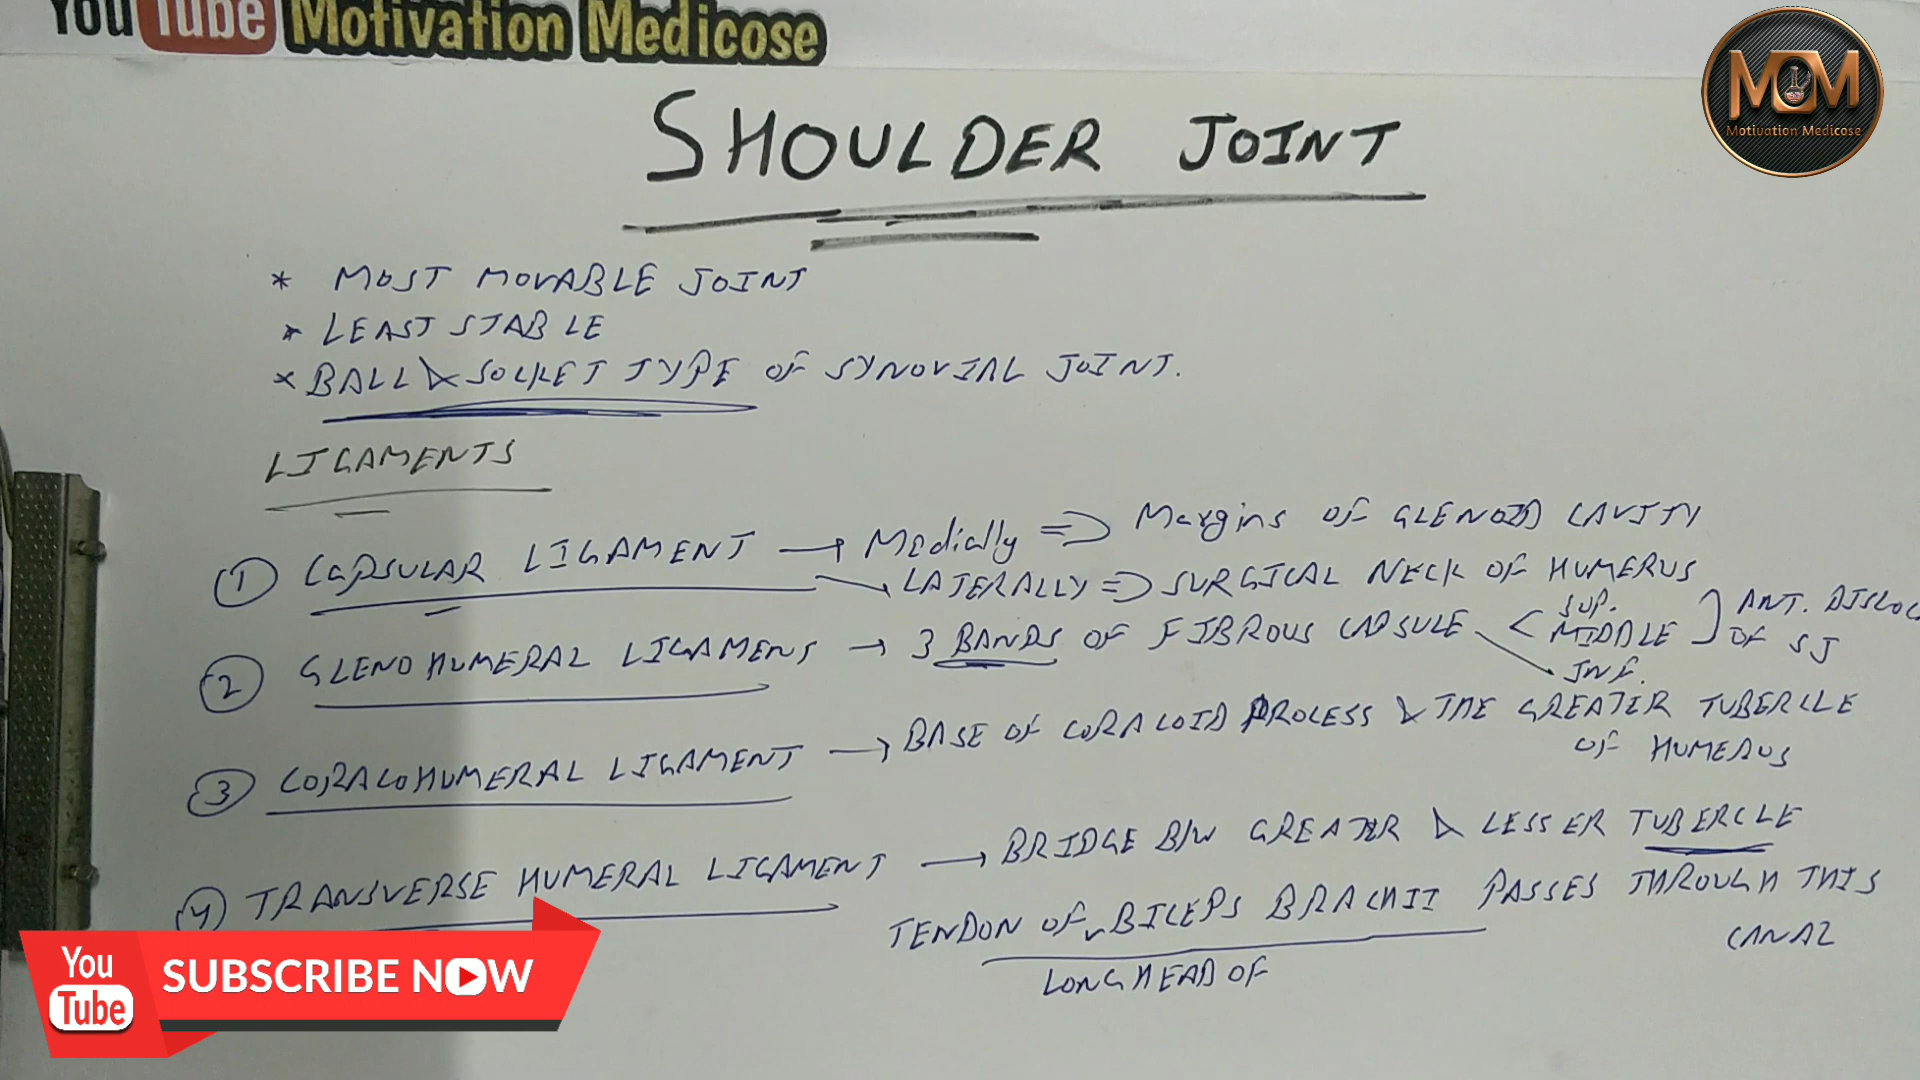 YouTube Motivation Medicose
MOM
Motivation Medicose
SHOULDER JOINT
* MOST MOVABLE JOINT
* LEAST STABLE
* BALL & SOCKET TYPE OF SYNOVIAL JOINT.
LIGAMENTS
① CAPSULAR LIGAMENT → Medially ⇒ Margins OF GLENOID CAVITY
→ LATERALLY ⇒ SURGICAL NECK OF HUMERUS
② GLENOHUMERAL LIGAMENTS → 3 BANDS OF FIBROUS CAPSULE
SUP.
MIDDLE
INF.
ANT. DISLOC
OF SJ
③ CORACOHUMERAL LIGAMENT → BASE OF CORACOID PROCESS & THE GREATER TUBERCLE
OF HUMERUS
④ TRANSVERSE HUMERAL LIGAMENT → BRIDGE B/W GREATER & LESSER TUBERCLE
TENDON OF BICEPS BRACHII PASSES THROUGH THIS
CANAL
LONG HEAD OF
You Tube SUBSCRIBE NOW